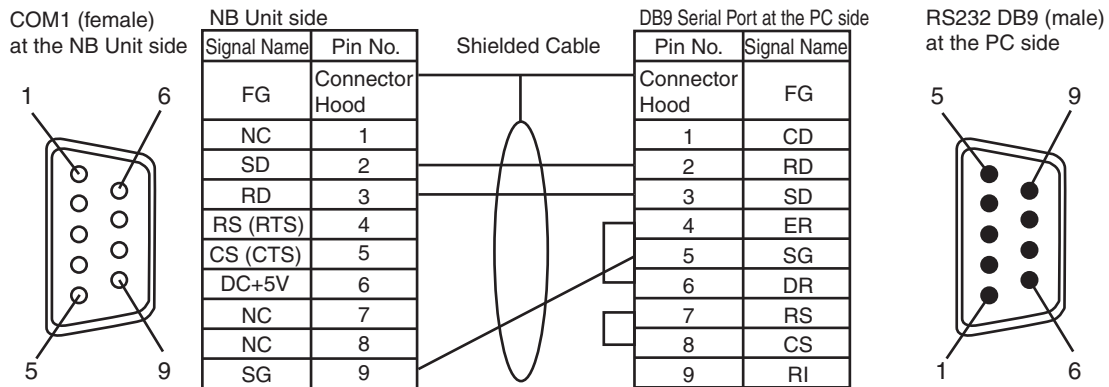 COM1 (female)
at the NB Unit side
1 6
5 9
NB Unit side
Signal Name Pin No.
FG Connector Hood
NC 1
SD 2
RD 3
RS (RTS) 4
CS (CTS) 5
DC+5V 6
NC 7
NC 8
SG 9
Shielded Cable
DB9 Serial Port at the PC side
Pin No. Signal Name
Connector Hood FG
1 CD
2 RD
3 SD
4 ER
5 SG
6 DR
7 RS
8 CS
9 RI
RS232 DB9 (male)
at the PC side
5 9
1 6